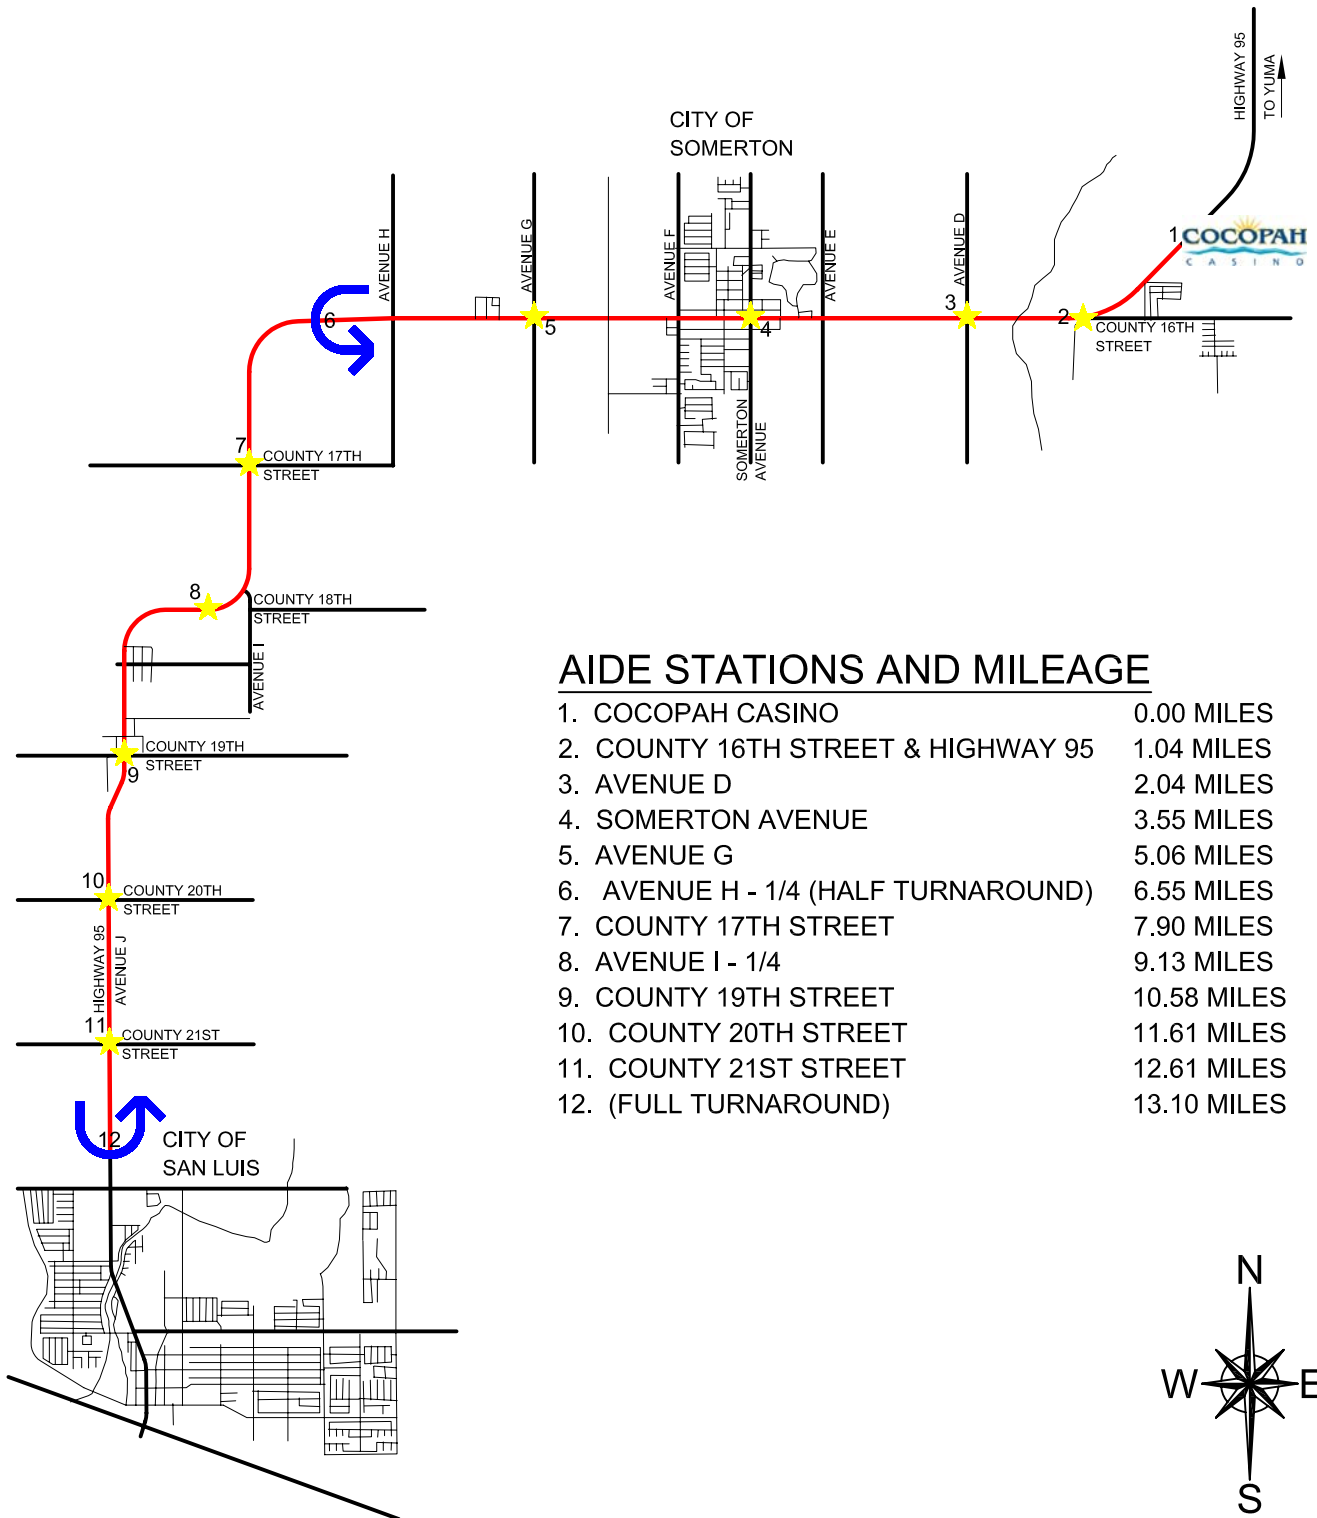 HIGHWAY 95
TO YUMA
CITY OF
SOMERTON
AVENUE H
AVENUE G
AVENUE F
AVENUE E
AVENUE D
1
COCOPAH
CASINO
6
5
4
3
2
COUNTY 16TH
STREET
SOMERTON
AVENUE
7
COUNTY 17TH
STREET
8
COUNTY 18TH
STREET
AVENUE I
COUNTY 19TH
STREET
9
10
COUNTY 20TH
STREET
HIGHWAY 95
AVENUE J
11
COUNTY 21ST
STREET
12
CITY OF
SAN LUIS
AIDE STATIONS AND MILEAGE
1. COCOPAH CASINO 0.00 MILES
2. COUNTY 16TH STREET & HIGHWAY 95 1.04 MILES
3. AVENUE D 2.04 MILES
4. SOMERTON AVENUE 3.55 MILES
5. AVENUE G 5.06 MILES
6. AVENUE H - 1/4 (HALF TURNAROUND) 6.55 MILES
7. COUNTY 17TH STREET 7.90 MILES
8. AVENUE I - 1/4 9.13 MILES
9. COUNTY 19TH STREET 10.58 MILES
10. COUNTY 20TH STREET 11.61 MILES
11. COUNTY 21ST STREET 12.61 MILES
12. (FULL TURNAROUND) 13.10 MILES
N
W E
S